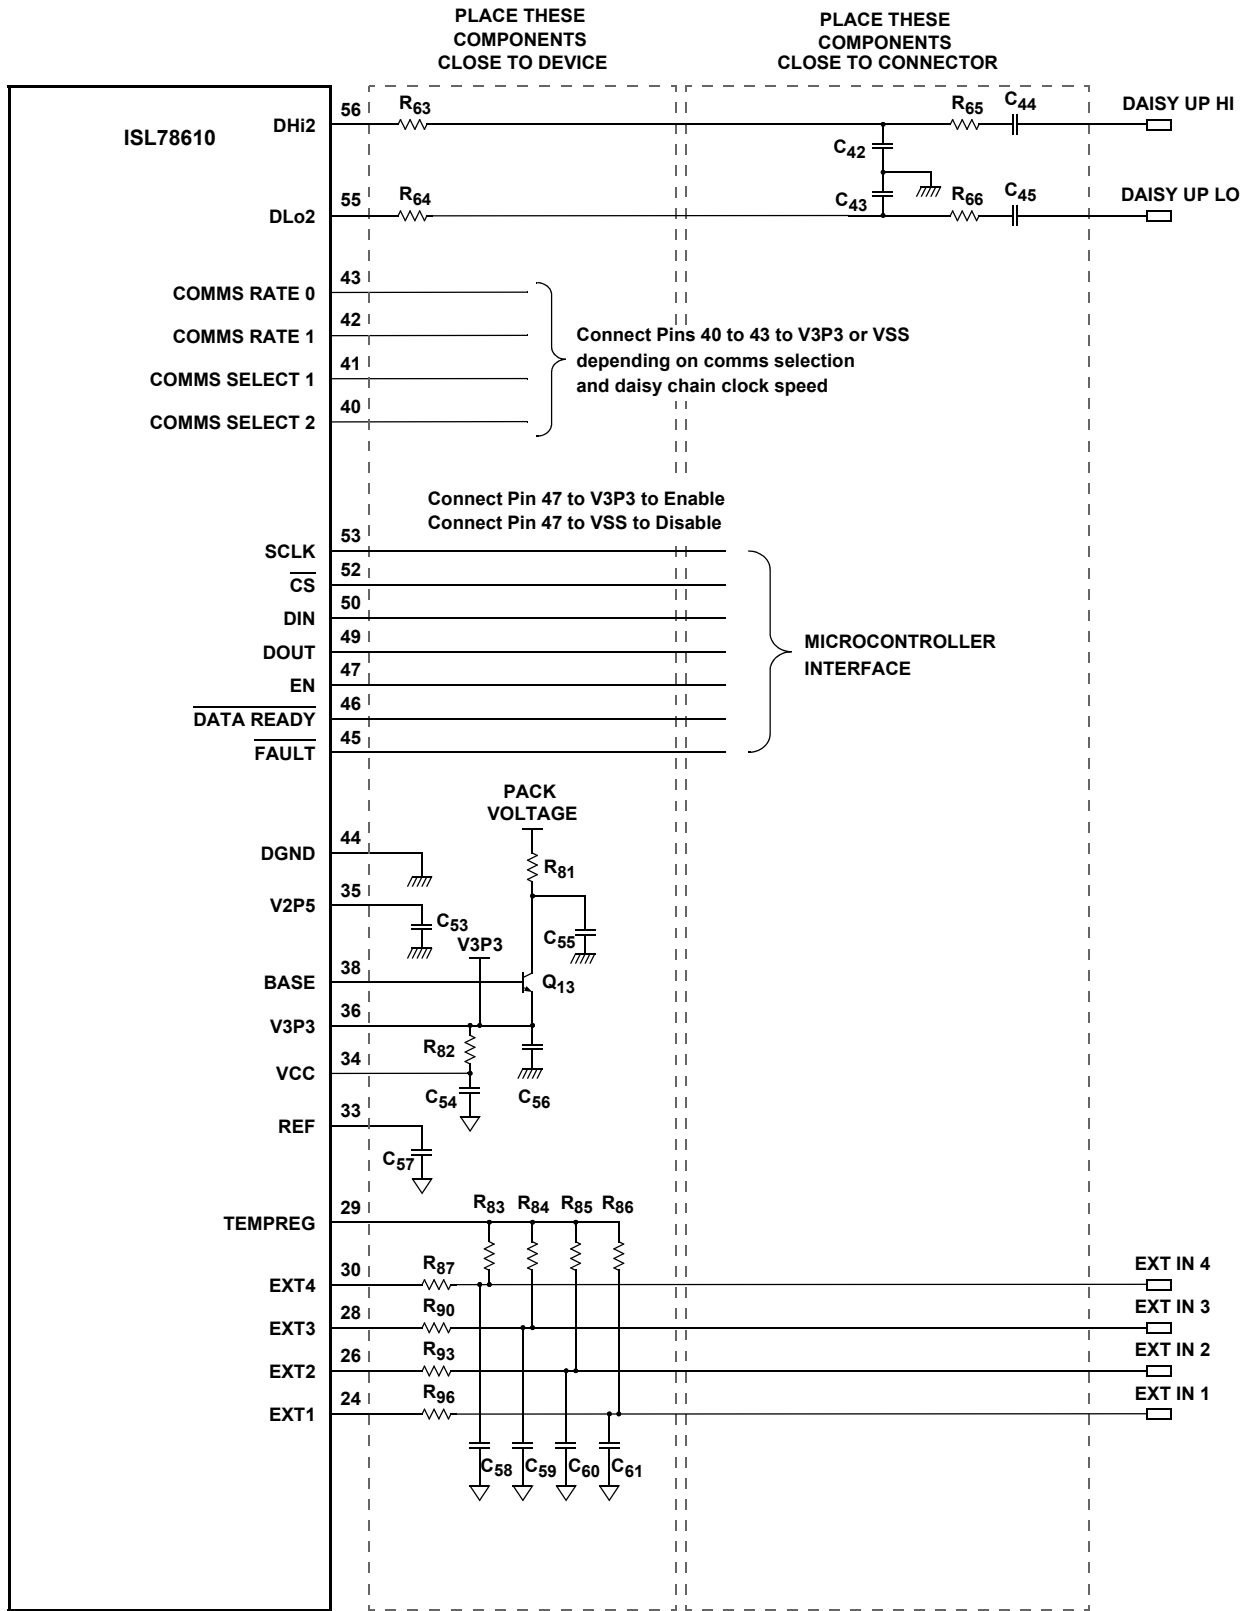 PLACE THESE
COMPONENTS
CLOSE TO DEVICE
PLACE THESE
COMPONENTS
CLOSE TO CONNECTOR
ISL78610
DHi2
56
R63
R65
C44
DAISY UP HI
C42
DLo2
55
R64
C43
R66
C45
DAISY UP LO
COMMS RATE 0
43
COMMS RATE 1
42
COMMS SELECT 1
41
COMMS SELECT 2
40
Connect Pins 40 to 43 to V3P3 or VSS
depending on comms selection
and daisy chain clock speed
Connect Pin 47 to V3P3 to Enable
Connect Pin 47 to VSS to Disable
SCLK
53
CS
52
DIN
50
DOUT
49
EN
47
DATA READY
46
FAULT
45
MICROCONTROLLER
INTERFACE
PACK
VOLTAGE
DGND
44
R81
V2P5
35
C53
V3P3
C55
BASE
38
Q13
V3P3
36
R82
VCC
34
C54
C56
REF
33
C57
TEMPREG
29
R83
R84
R85
R86
EXT4
30
R87
EXT IN 4
EXT3
28
R90
EXT IN 3
EXT2
26
R93
EXT IN 2
EXT1
24
R96
EXT IN 1
C58
C59
C60
C61